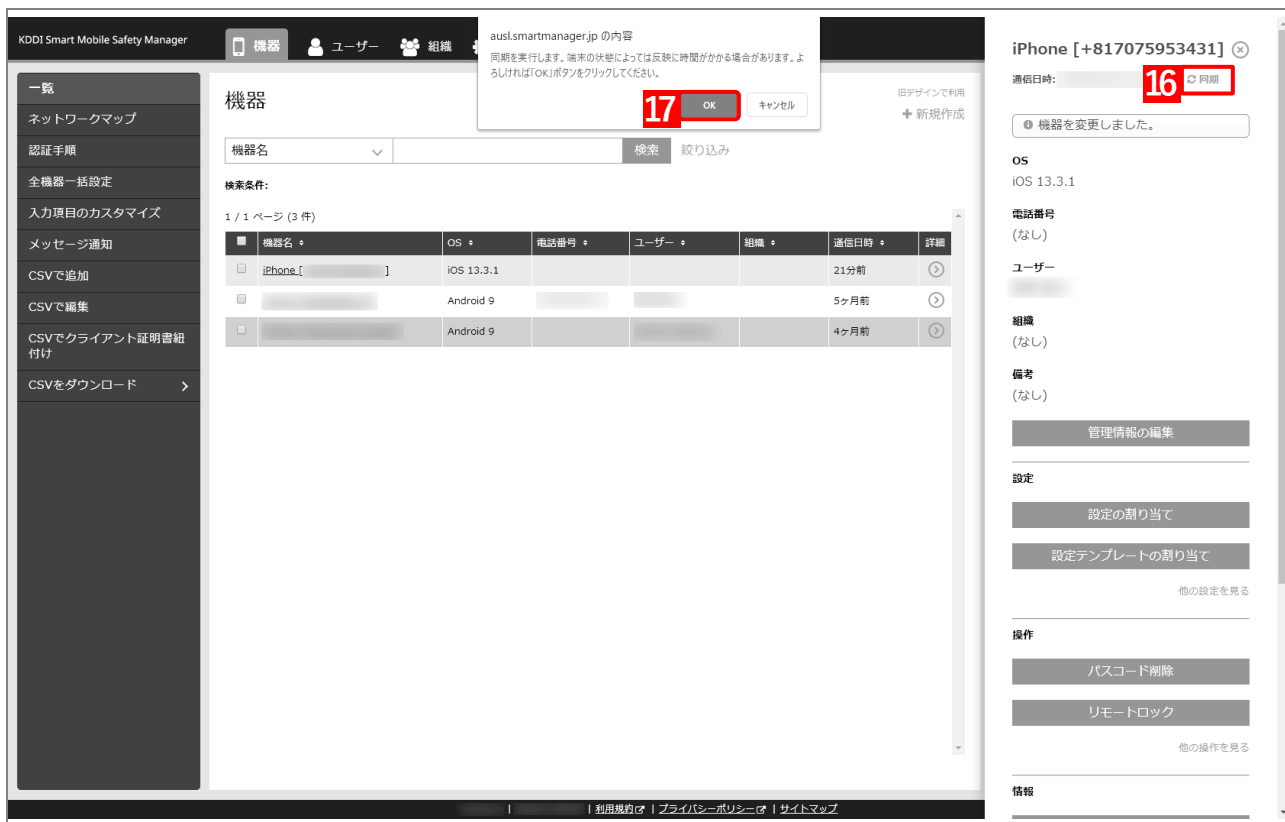 KDDI Smart Mobile Safety Manager
機器
ユーザー
組織
ausl.smartmanager.jp の内容
同期を実行します。端末の状態によっては反映に時間がかかる場合があります。よ
ろしければ「OK」ボタンをクリックしてください。
17
OK
キャンセル
一覧
ネットワークマップ
認証手順
全機器一括設定
入力項目のカスタマイズ
メッセージ通知
CSVで追加
CSVで編集
CSVでクライアント証明書紐
付け
CSVをダウンロード
機器
旧デザインで利用
新規作成
機器名
検索 絞り込み
検索条件:
1 / 1 ページ (3 件)
機器名 OS 電話番号 ユーザー 組織 通信日時 詳細
iPhone [ ] iOS 13.3.1 21分前
Android 9 5ヶ月前
Android 9 4ヶ月前
iPhone [+817075953431]
通信日時: 16 同期
機器を変更しました。
OS
iOS 13.3.1
電話番号
(なし)
ユーザー
組織
(なし)
備考
(なし)
管理情報の編集
設定
設定の割り当て
設定テンプレートの割り当て
他の設定を見る
操作
パスコード削除
リモートロック
他の操作を見る
情報
| | 利用規約 | プライバシーポリシー | サイトマップ